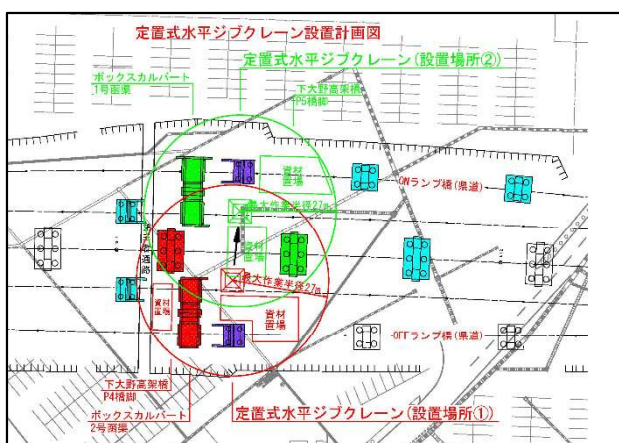 定置式水平ジブクレーン設置計画図
定置式水平ジブクレーン(設置場所②)
ボックスカルバート
1号函渠
下大野高架橋
P5橋脚
資材
置場
ONランプ橋(県道)
最大作業半径27m
資材
置場
最大作業半径27m
資材
置場
資材
置場
OFFランプ橋(県道)
下大野高架橋
P4橋脚
ボックスカルバート
2号函渠
定置式水平ジブクレーン(設置場所①)